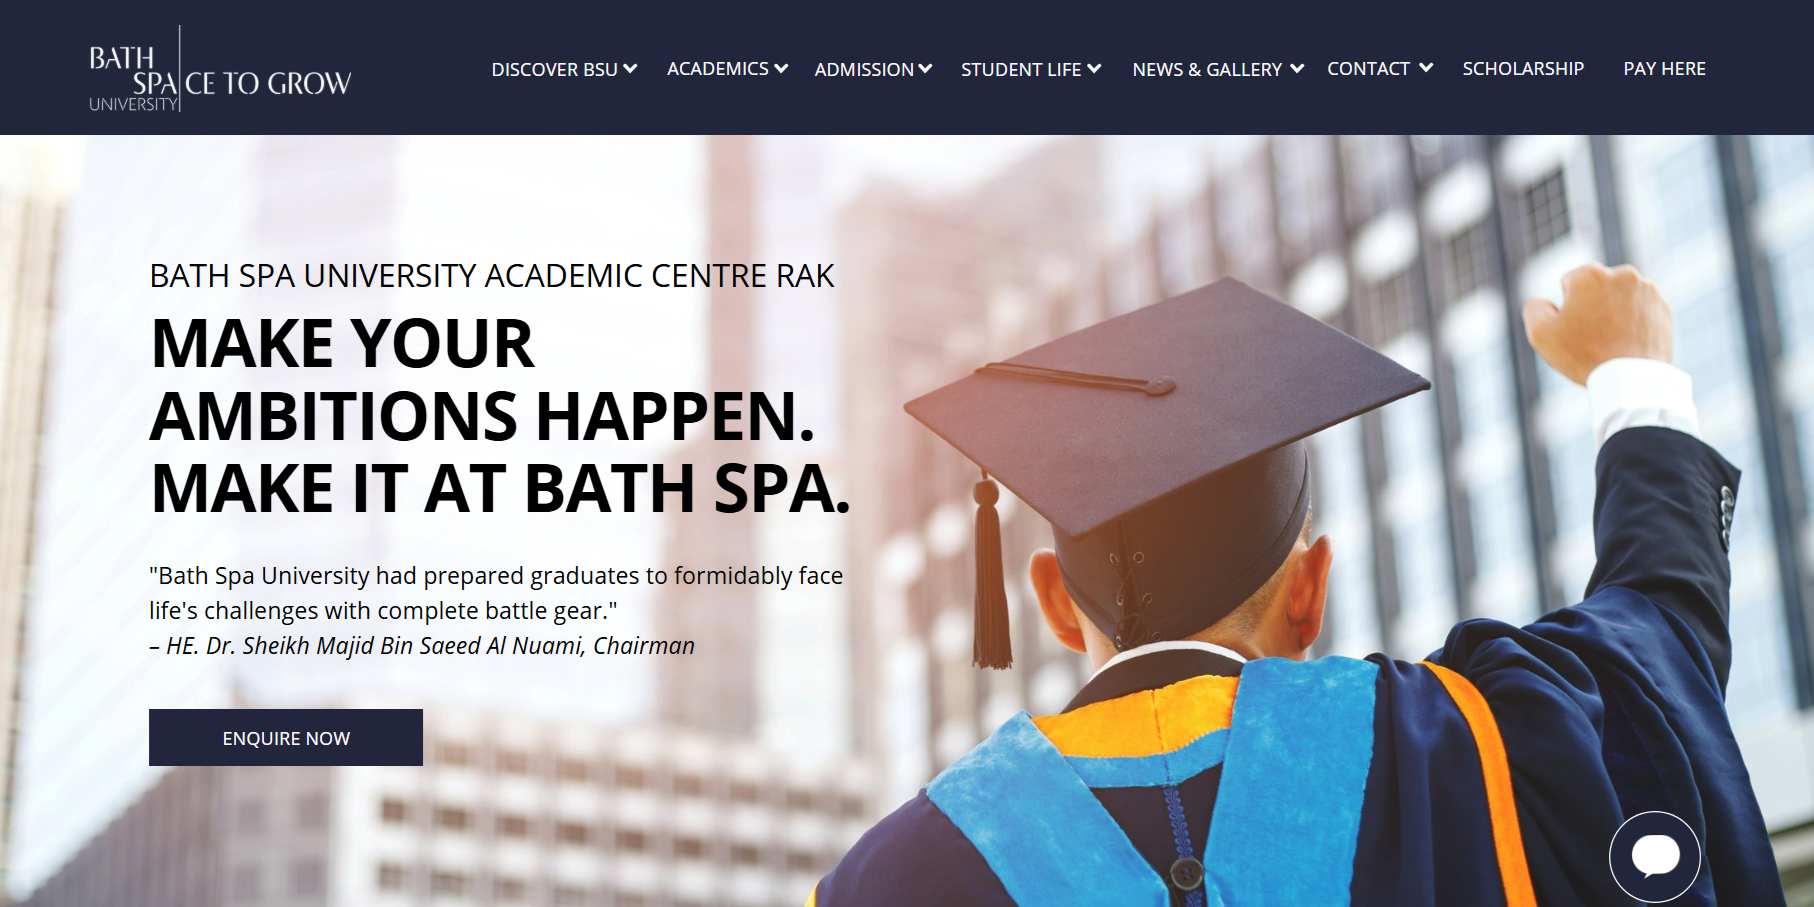 BATH
SPACE TO GROW
UNIVERSITY
DISCOVER BSU
ACADEMICS
ADMISSION
STUDENT LIFE
NEWS & GALLERY
CONTACT
SCHOLARSHIP
PAY HERE
BATH SPA UNIVERSITY ACADEMIC CENTRE RAK
MAKE YOUR
AMBITIONS HAPPEN.
MAKE IT AT BATH SPA.
"Bath Spa University had prepared graduates to formidably face
life's challenges with complete battle gear."
– HE. Dr. Sheikh Majid Bin Saeed Al Nuami, Chairman
ENQUIRE NOW